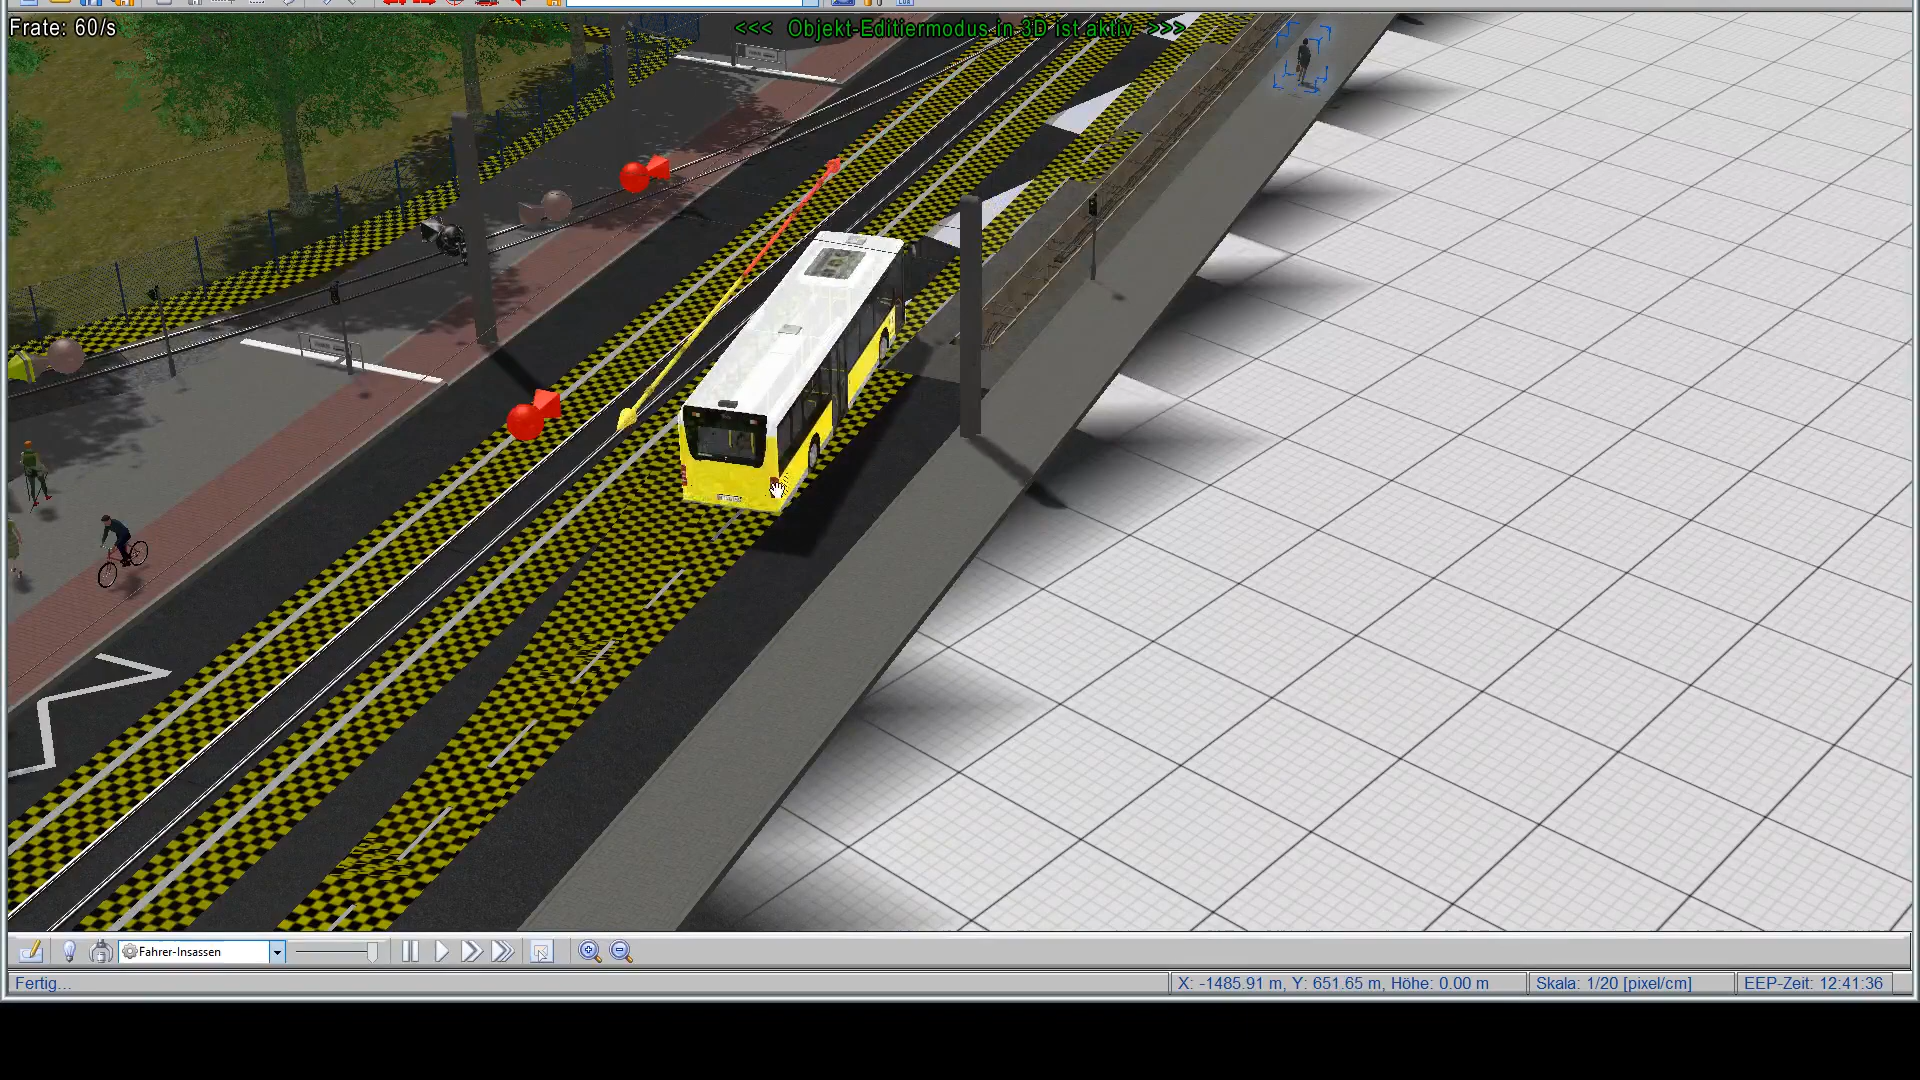 Frate: 60/s
<<< Objekt-Editiermodus in 3D ist aktiv >>>
Fahrer-Insassen
Fertig...
X: -1485.91 m, Y: 651.65 m, Höhe: 0.00 m
Skala: 1/20 [pixel/cm]
EEP-Zeit: 12:41:36